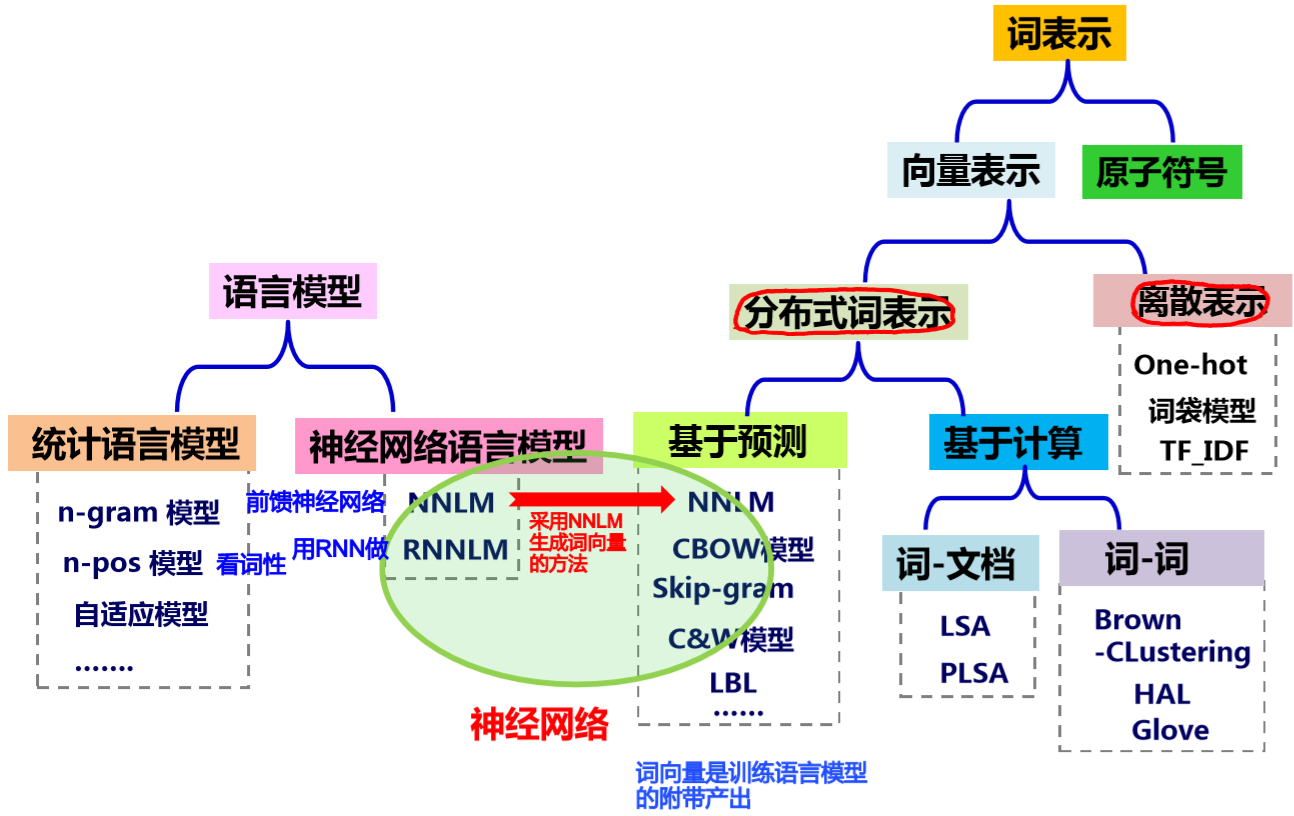 词表示
向量表示
原子符号
语言模型
分布式词表示
离散表示
One-hot
词袋模型
TF_IDF
统计语言模型
神经网络语言模型
基于预测
基于计算
n-gram 模型
n-pos 模型
看词性
自适应模型
.......
前馈神经网络
NNLM
用RNN做
RNNLM
采用NNLM
生成词向量
的方法
NNLM
CBOW模型
Skip-gram
C&W模型
LBL
......
神经网络
词向量是训练语言模型
的附带产出
词-文档
LSA
PLSA
词-词
Brown
-CLustering
HAL
Glove